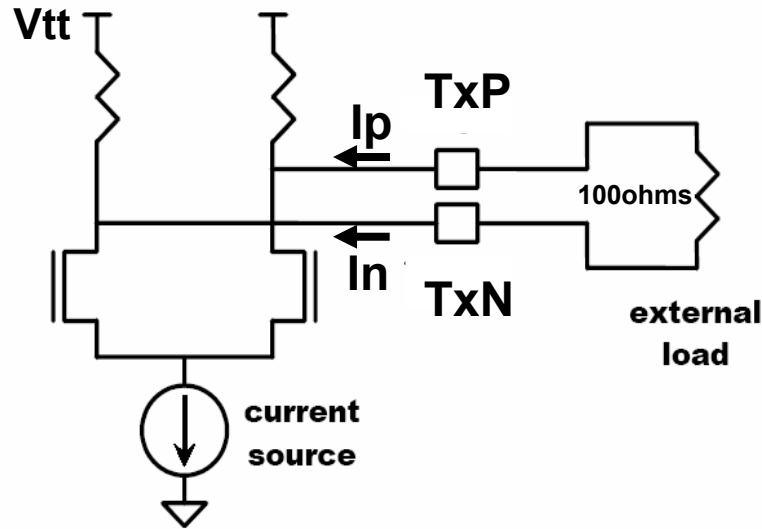 Vtt
TxP
Ip
100ohms
In
TxN
external
load
current
source